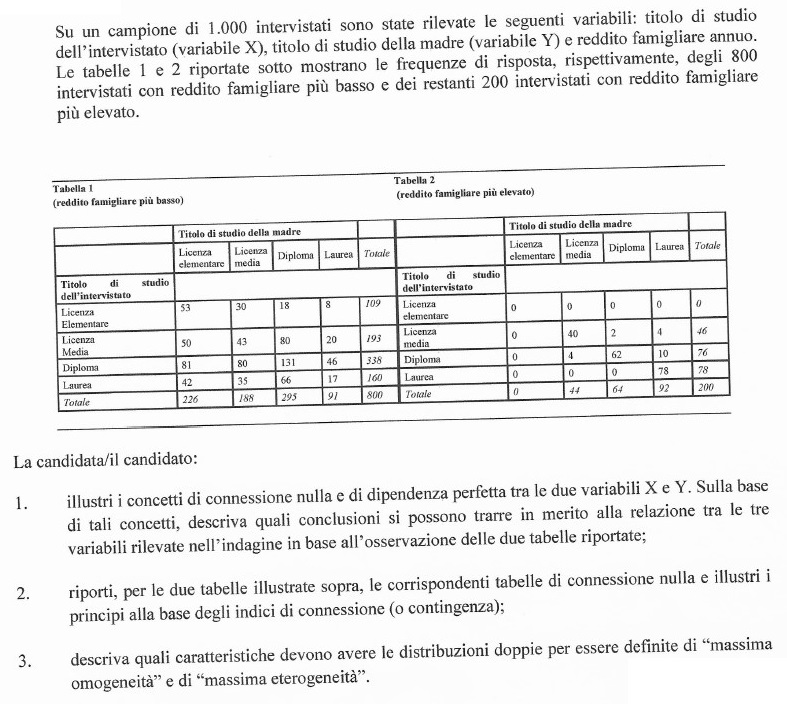 Su un campione di 1.000 intervistati sono state rilevate le seguenti variabili: titolo di studio
dell'intervistato (variabile X), titolo di studio della madre (variabile Y) e reddito famigliare annuo.
Le tabelle 1 e 2 riportate sotto mostrano le frequenze di risposta, rispettivamente, degli 800
intervistati con reddito famigliare più basso e dei restanti 200 intervistati con reddito famigliare
più elevato.
Tabella 1
(reddito famigliare più basso)
Titolo di studio della madre
Licenza elementare Licenza media Diploma Laurea Totale
Titolo di studio dell'intervistato
Licenza Elementare 53 30 18 8 109
Licenza Media 50 43 80 20 193
Diploma 81 80 131 46 338
Laurea 42 35 66 17 160
Totale 226 188 295 91 800
Tabella 2
(reddito famigliare più elevato)
Titolo di studio della madre
Licenza elementare Licenza media Diploma Laurea Totale
Titolo di studio dell'intervistato
Licenza elementare 0 0 0 0 0
Licenza media 0 40 2 4 46
Diploma 0 4 62 10 76
Laurea 0 0 0 78 78
Totale 0 44 64 92 200
La candidata/il candidato:
1. illustri i concetti di connessione nulla e di dipendenza perfetta tra le due variabili X e Y. Sulla base
di tali concetti, descriva quali conclusioni si possono trarre in merito alla relazione tra le tre
variabili rilevate nell'indagine in base all'osservazione delle due tabelle riportate;
2. riporti, per le due tabelle illustrate sopra, le corrispondenti tabelle di connessione nulla e illustri i
principi alla base degli indici di connessione (o contingenza);
3. descriva quali caratteristiche devono avere le distribuzioni doppie per essere definite di “massima
omogeneità” e di “massima eterogeneità”.